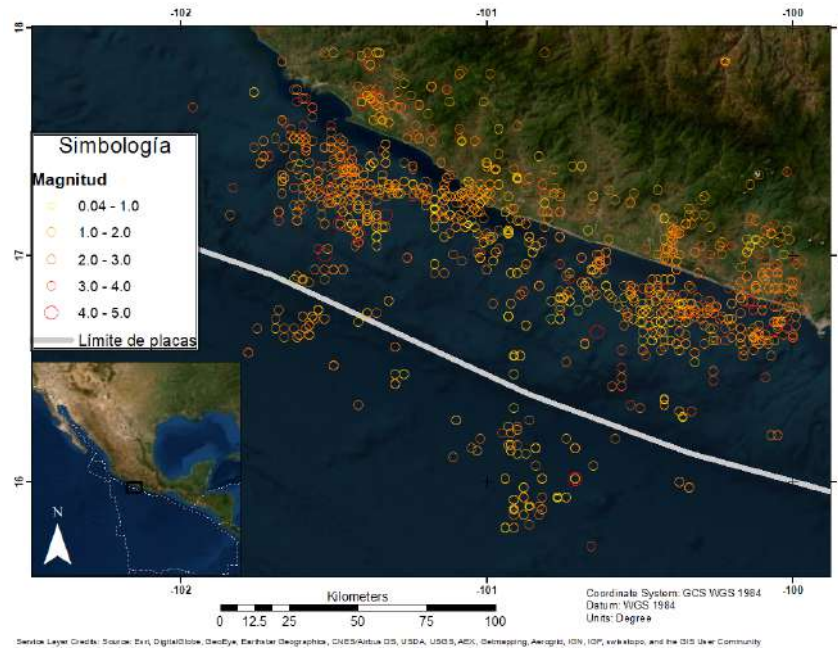 -102 -101 -100
18
17
16
Simbología
Magnitud
0.04 - 1.0
1.0 - 2.0
2.0 - 3.0
3.0 - 4.0
4.0 - 5.0
Límite de placas
N
-102 -101 -100
Kilometers
0 12.5 25 50 75 100
Coordinate System: GCS WGS 1984
Datum: WGS 1984
Units: Degree
Service Layer Credits: Source: Esri, DigitalGlobe, GeoEye, Earthstar Geographics, CNES/Airbus DS, USDA, USGS, AEX, Getmapping, Aerogrid, IGN, IGP, swisstopo, and the GIS User Community